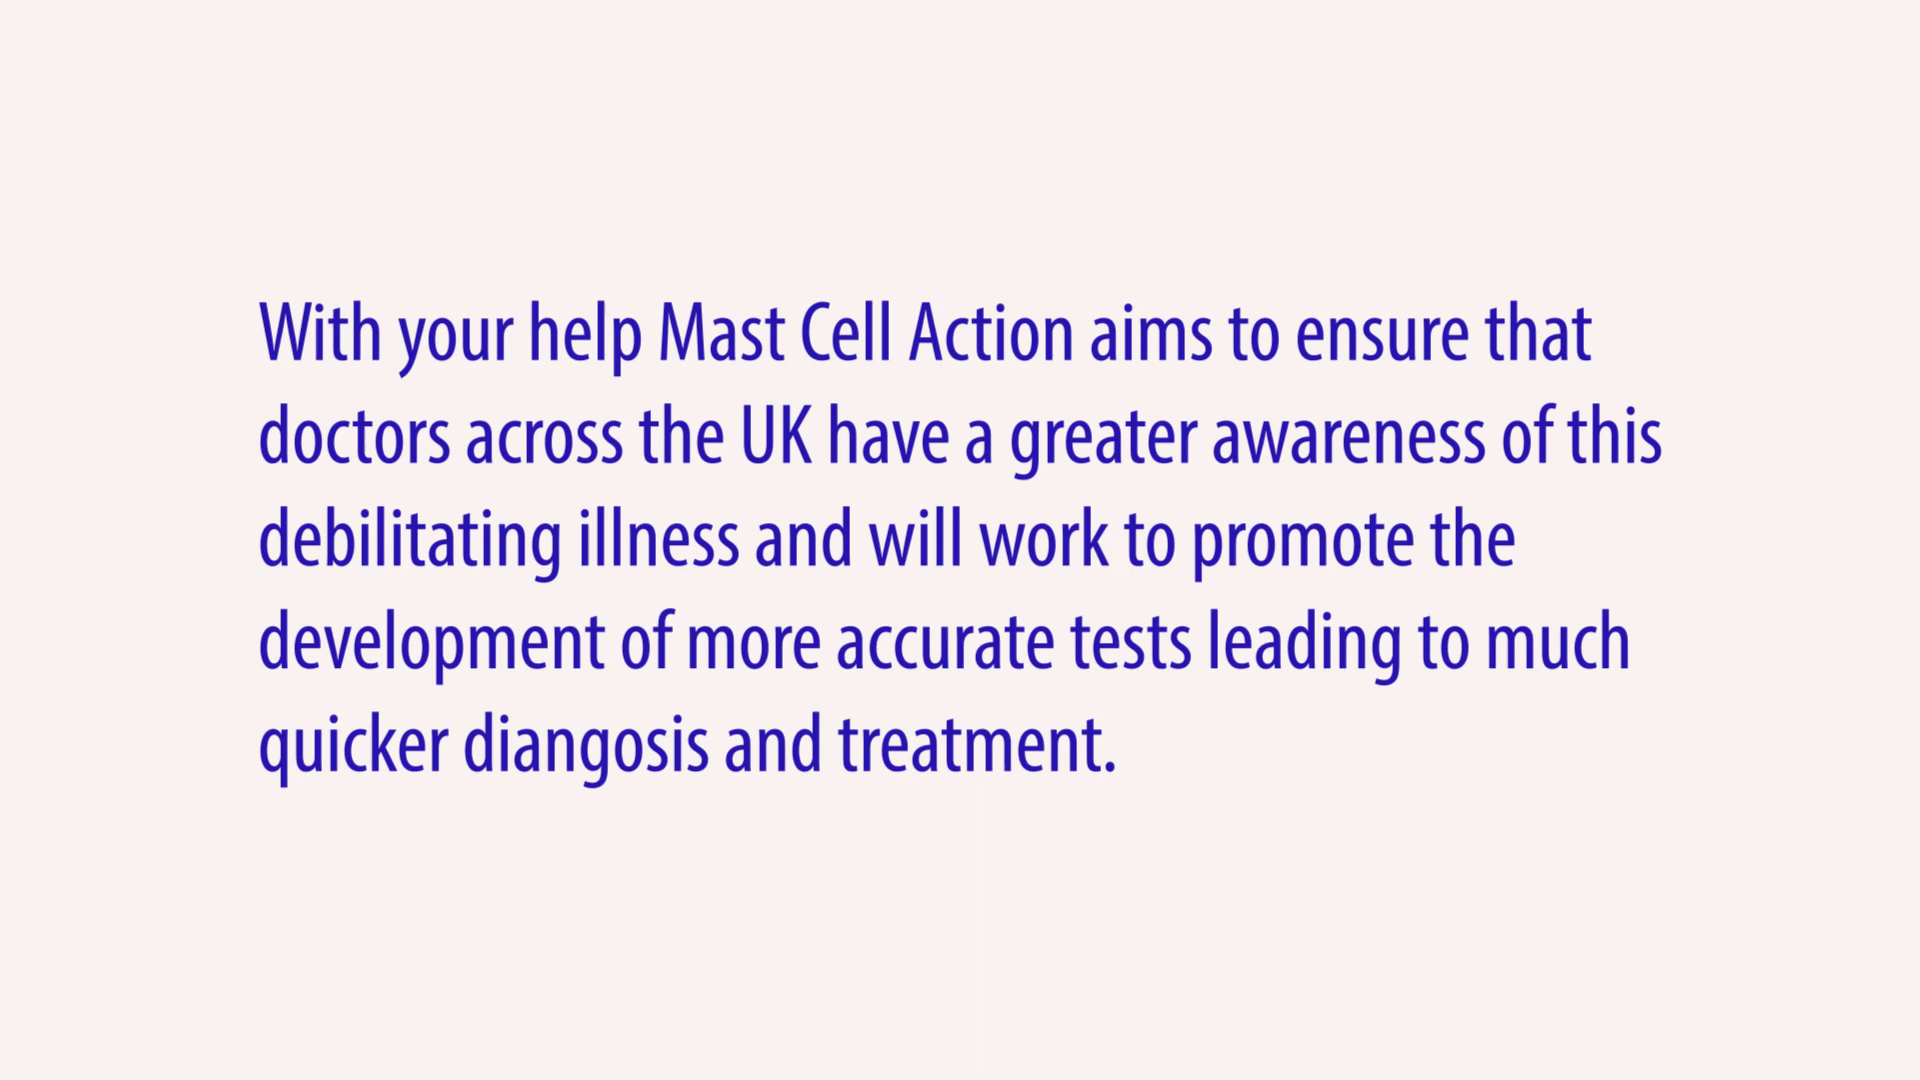 With your help Mast Cell Action aims to ensure that
doctors across the UK have a greater awareness of this
debilitating illness and will work to promote the
development of more accurate tests leading to much
quicker diangosis and treatment.